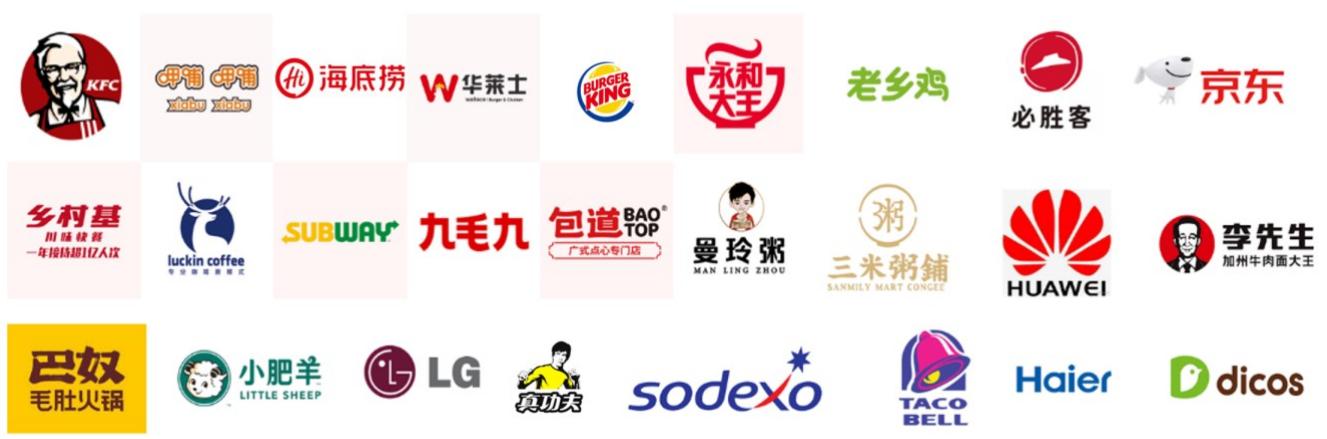 KFC
呷哺 呷哺
xiabu xiabu
Hi 海底捞
华莱士
BURGER
KING
永和
大王
老乡鸡
必胜客
京东
乡村基
川味快餐
一年接待超1亿人次
luckin coffee
SUBWAY
九毛九
包道 BAO TOP®
广式点心专门店
曼玲粥
MAN LING ZHOU
粥
三米粥鋪
SANMILY MART CONGEE
HUAWEI
李先生
加州牛肉面大王
巴奴
毛肚火锅
小肥羊
LITTLE SHEEP
LG
真功夫
sodexo
TACO
BELL
Haier
dicos